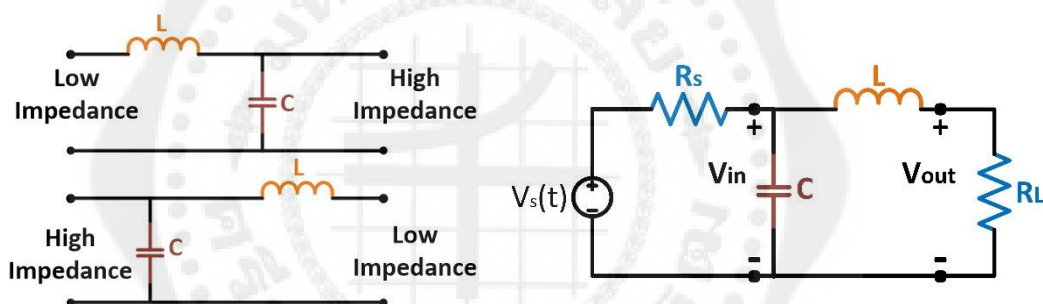 L
Low
Impedance
C
High
Impedance
L
High
Impedance
C
Low
Impedance
Rs
L
+
+
Vs(t)
+
-
Vin
C
Vout
RL
-
-